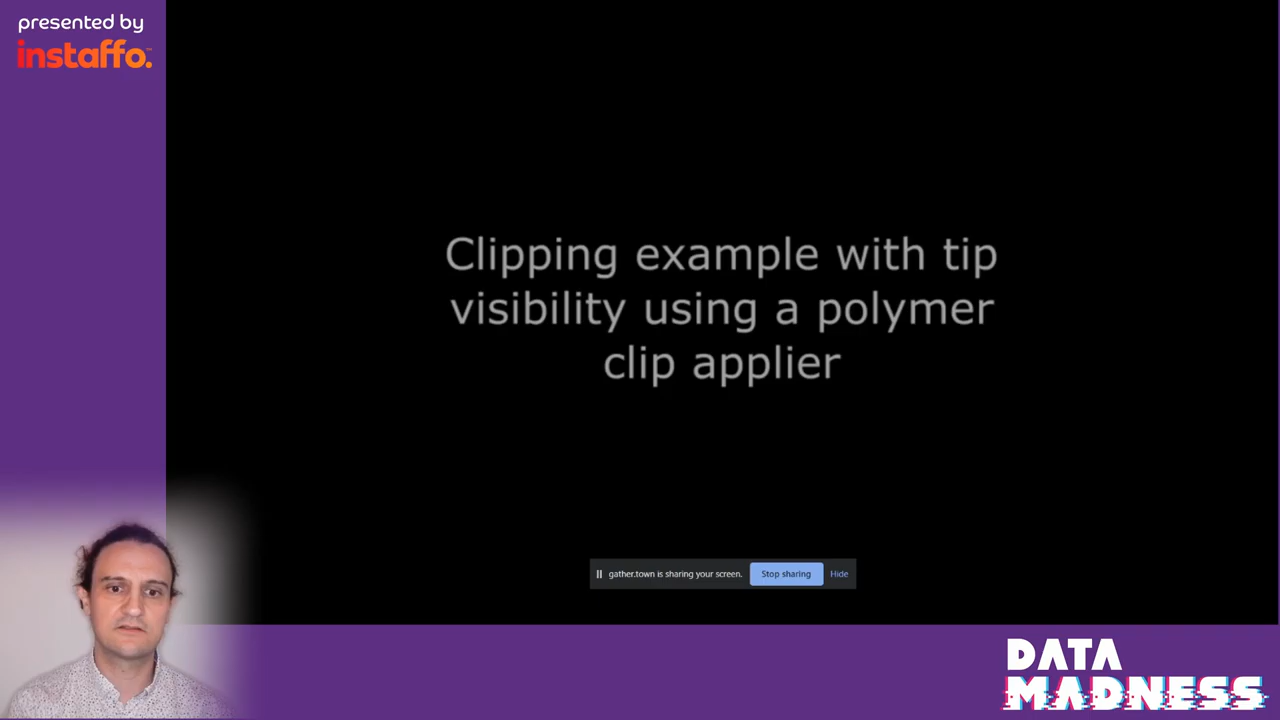 presented by
instaffo.
Clipping example with tip
visibility using a polymer
clip applier
gather.town is sharing your screen.
Stop sharing
Hide
DATA
MADNESS